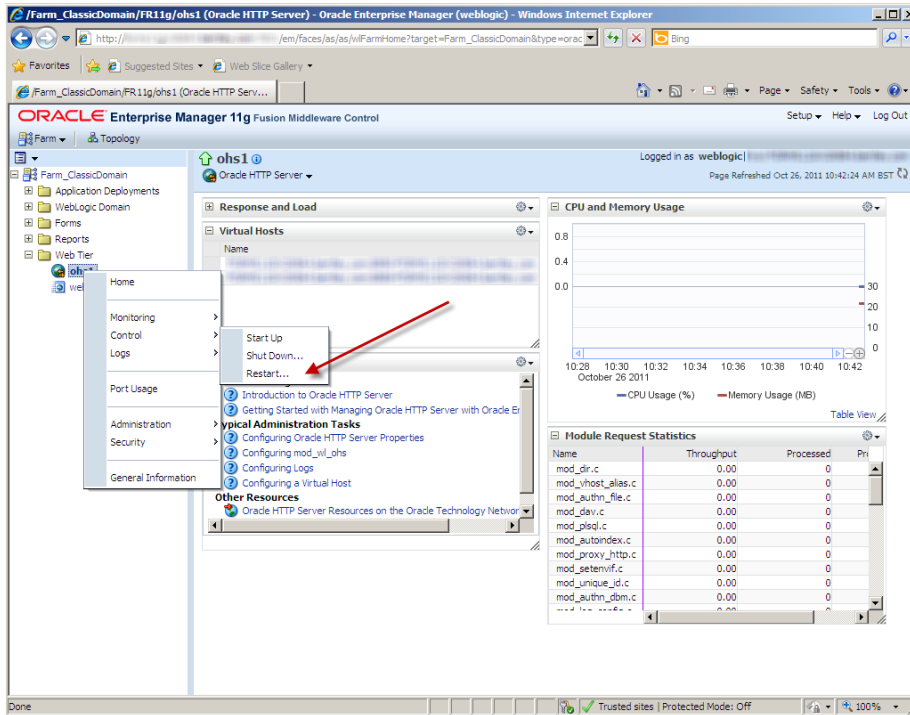 /Farm_ClassicDomain/FR11g/ohs1 (Oracle HTTP Server) - Oracle Enterprise Manager (weblogic) - Windows Internet Explorer
http:// /em/faces/as/as/wlFarmHome?target=Farm_ClassicDomain&type=orac
Bing
Favorites Suggested Sites Web Slice Gallery
/Farm_ClassicDomain/FR11g/ohs1 (Oracle HTTP Serv... Page Safety Tools
ORACLE Enterprise Manager 11g Fusion Middleware Control Setup Help Log Out
Farm Topology
ohs1 Logged in as weblogic|
Oracle HTTP Server Page Refreshed Oct 26, 2011 10:42:24 AM BST
Farm_ClassicDomain
Application Deployments
WebLogic Domain
Forms
Reports
Web Tier
ohs1
we
Home
Monitoring
Control
Logs
Port Usage
Administration
Security
General Information
Start Up
Shut Down...
Restart...
Response and Load
Virtual Hosts
Name
Introduction to Oracle HTTP Server
Getting Started with Managing Oracle HTTP Server with Oracle Er
ypical Administration Tasks
Configuring Oracle HTTP Server Properties
Configuring mod_wl_ohs
Configuring Logs
Configuring a Virtual Host
Other Resources
Oracle HTTP Server Resources on the Oracle Technology Networ
CPU and Memory Usage
0.8
0.4
0.0
30
20
10
0
10:28 10:30 10:32 10:34 10:36 10:38 10:40 10:42
October 26 2011
CPU Usage (%) Memory Usage (MB)
Table View
Module Request Statistics
Name Throughput Processed Pro
mod_dir.c 0.00 0
mod_vhost_alias.c 0.00 0
mod_authn_file.c 0.00 0
mod_dav.c 0.00 0
mod_plsql.c 0.00 0
mod_autoindex.c 0.00 0
mod_proxy_http.c 0.00 0
mod_setenvif.c 0.00 0
mod_unique_id.c 0.00 0
mod_authn_dbm.c 0.00 0
mod_log_config.c 0.00 0
Done Trusted sites | Protected Mode: Off 100%